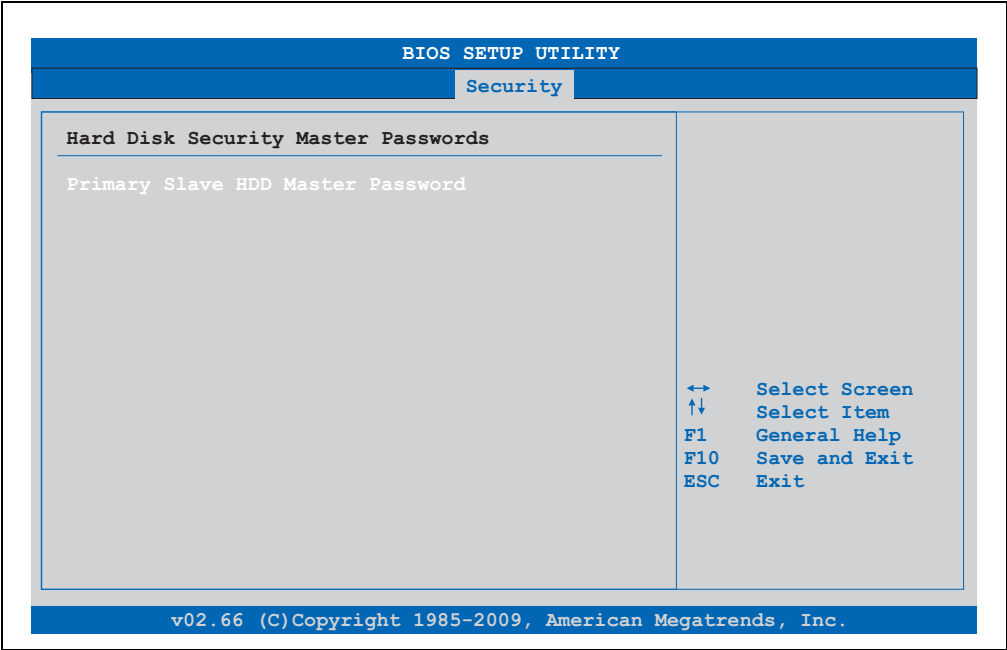 BIOS SETUP UTILITY
Security
Hard Disk Security Master Passwords
Primary Slave HDD Master Password
↔ Select Screen
↑↓ Select Item
F1 General Help
F10 Save and Exit
ESC Exit
v02.66 (C)Copyright 1985-2009, American Megatrends, Inc.